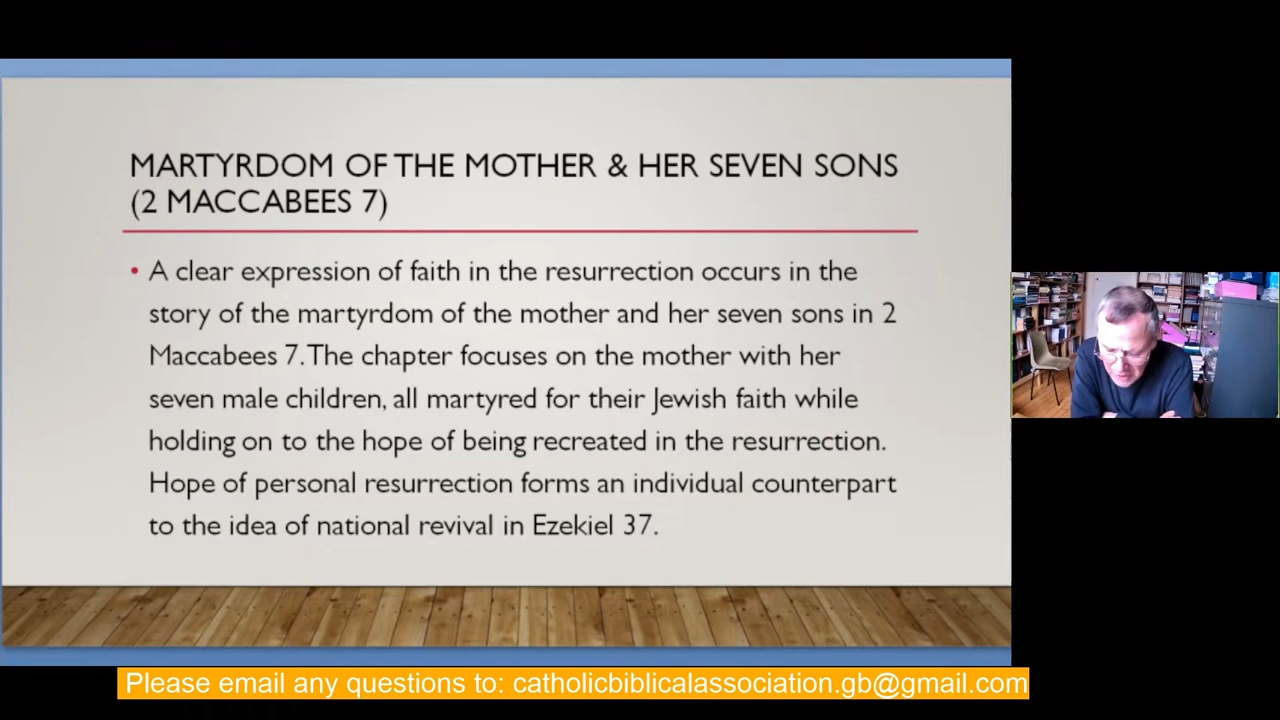 MARTYRDOM OF THE MOTHER & HER SEVEN SONS
(2 MACCABEES 7)
• A clear expression of faith in the resurrection occurs in the
story of the martyrdom of the mother and her seven sons in 2
Maccabees 7. The chapter focuses on the mother with her
seven male children, all martyred for their Jewish faith while
holding on to the hope of being recreated in the resurrection.
Hope of personal resurrection forms an individual counterpart
to the idea of national revival in Ezekiel 37.
Please email any questions to: catholicbiblicalassociation.gb@gmail.com